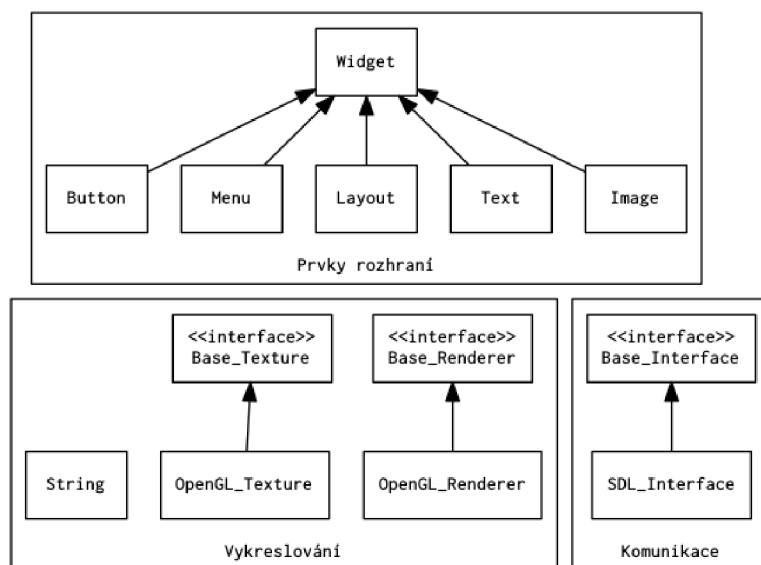 Widget
Button
Menu
Layout
Text
Image
Prvky rozhraní
<<interface>>
Base_Texture
<<interface>>
Base_Renderer
String
OpenGL_Texture
OpenGL_Renderer
Vykreslování
<<interface>>
Base_Interface
SDL_Interface
Komunikace